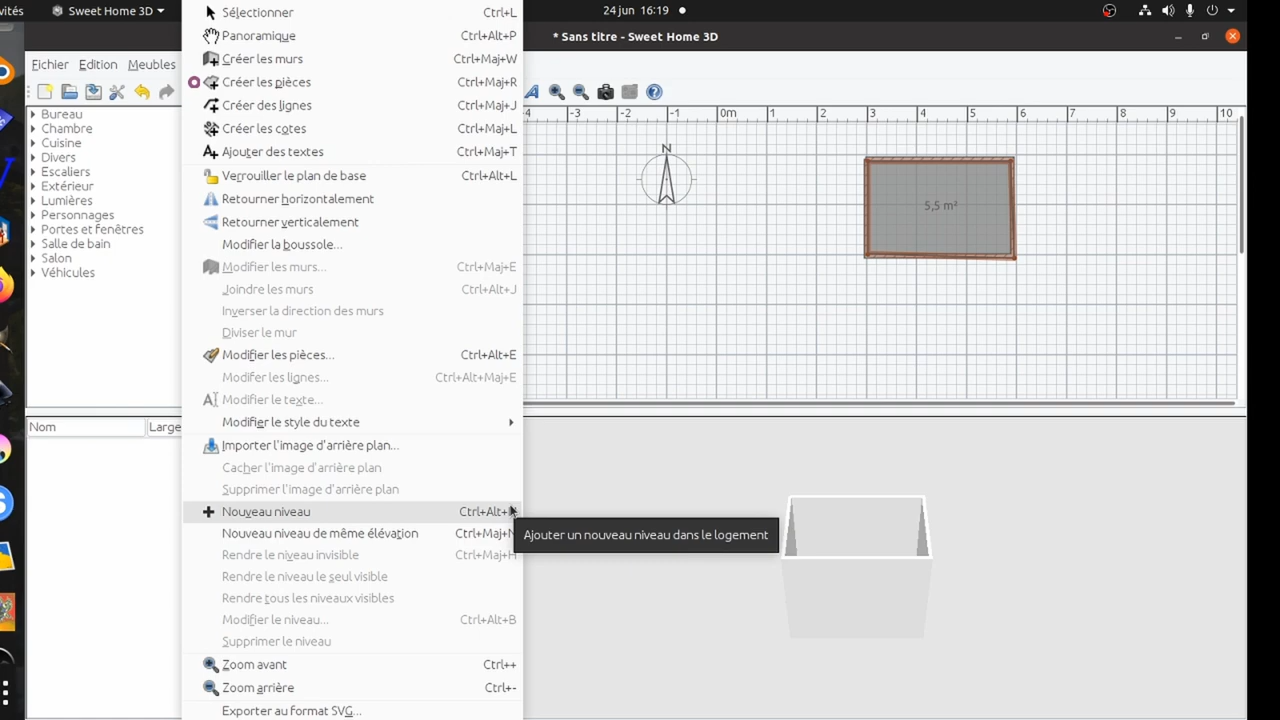 vités
Sweet Home 3D
24 jun 16:19
* Sans titre - Sweet Home 3D
Fichier Edition Meubles
Bureau
Chambre
Cuisine
Divers
Escaliers
Extérieur
Lumières
Personnages
Portes et fenêtres
Salle de bain
Salon
Véhicules
Nom Large
Sélectionner Ctrl+L
Panoramique Ctrl+Alt+P
Créer les murs Ctrl+Maj+W
Créer les pièces Ctrl+Maj+R
Créer des lignes Ctrl+Maj+J
Créer les cotes Ctrl+Maj+L
Ajouter des textes Ctrl+Maj+T
Verrouiller le plan de base Ctrl+Alt+L
Retourner horizontalement
Retourner verticalement
Modifier la boussole...
Modifier les murs... Ctrl+Maj+E
Joindre les murs Ctrl+Alt+J
Inverser la direction des murs
Diviser le mur
Modifier les pièces... Ctrl+Alt+E
Modifer les lignes... Ctrl+Alt+Maj+E
Modifier le texte...
Modifier le style du texte
Importer l'image d'arrière plan...
Cacher l'image d'arrière plan
Supprimer l'image d'arrière plan
Nouveau niveau Ctrl+Alt+
Nouveau niveau de même élévation Ctrl+Maj+N
Rendre le niveau invisible Ctrl+Maj+H
Rendre le niveau le seul visible
Rendre tous les niveaux visibles
Modifier le niveau... Ctrl+Alt+B
Supprimer le niveau
Zoom avant Ctrl++
Zoom arrière Ctrl+-
Exporter au format SVG...
Ajouter un nouveau niveau dans le logement
-4 -3 -2 -1 0m 1 2 3 4 5 6 7 8 9 10
N
5,5 m²